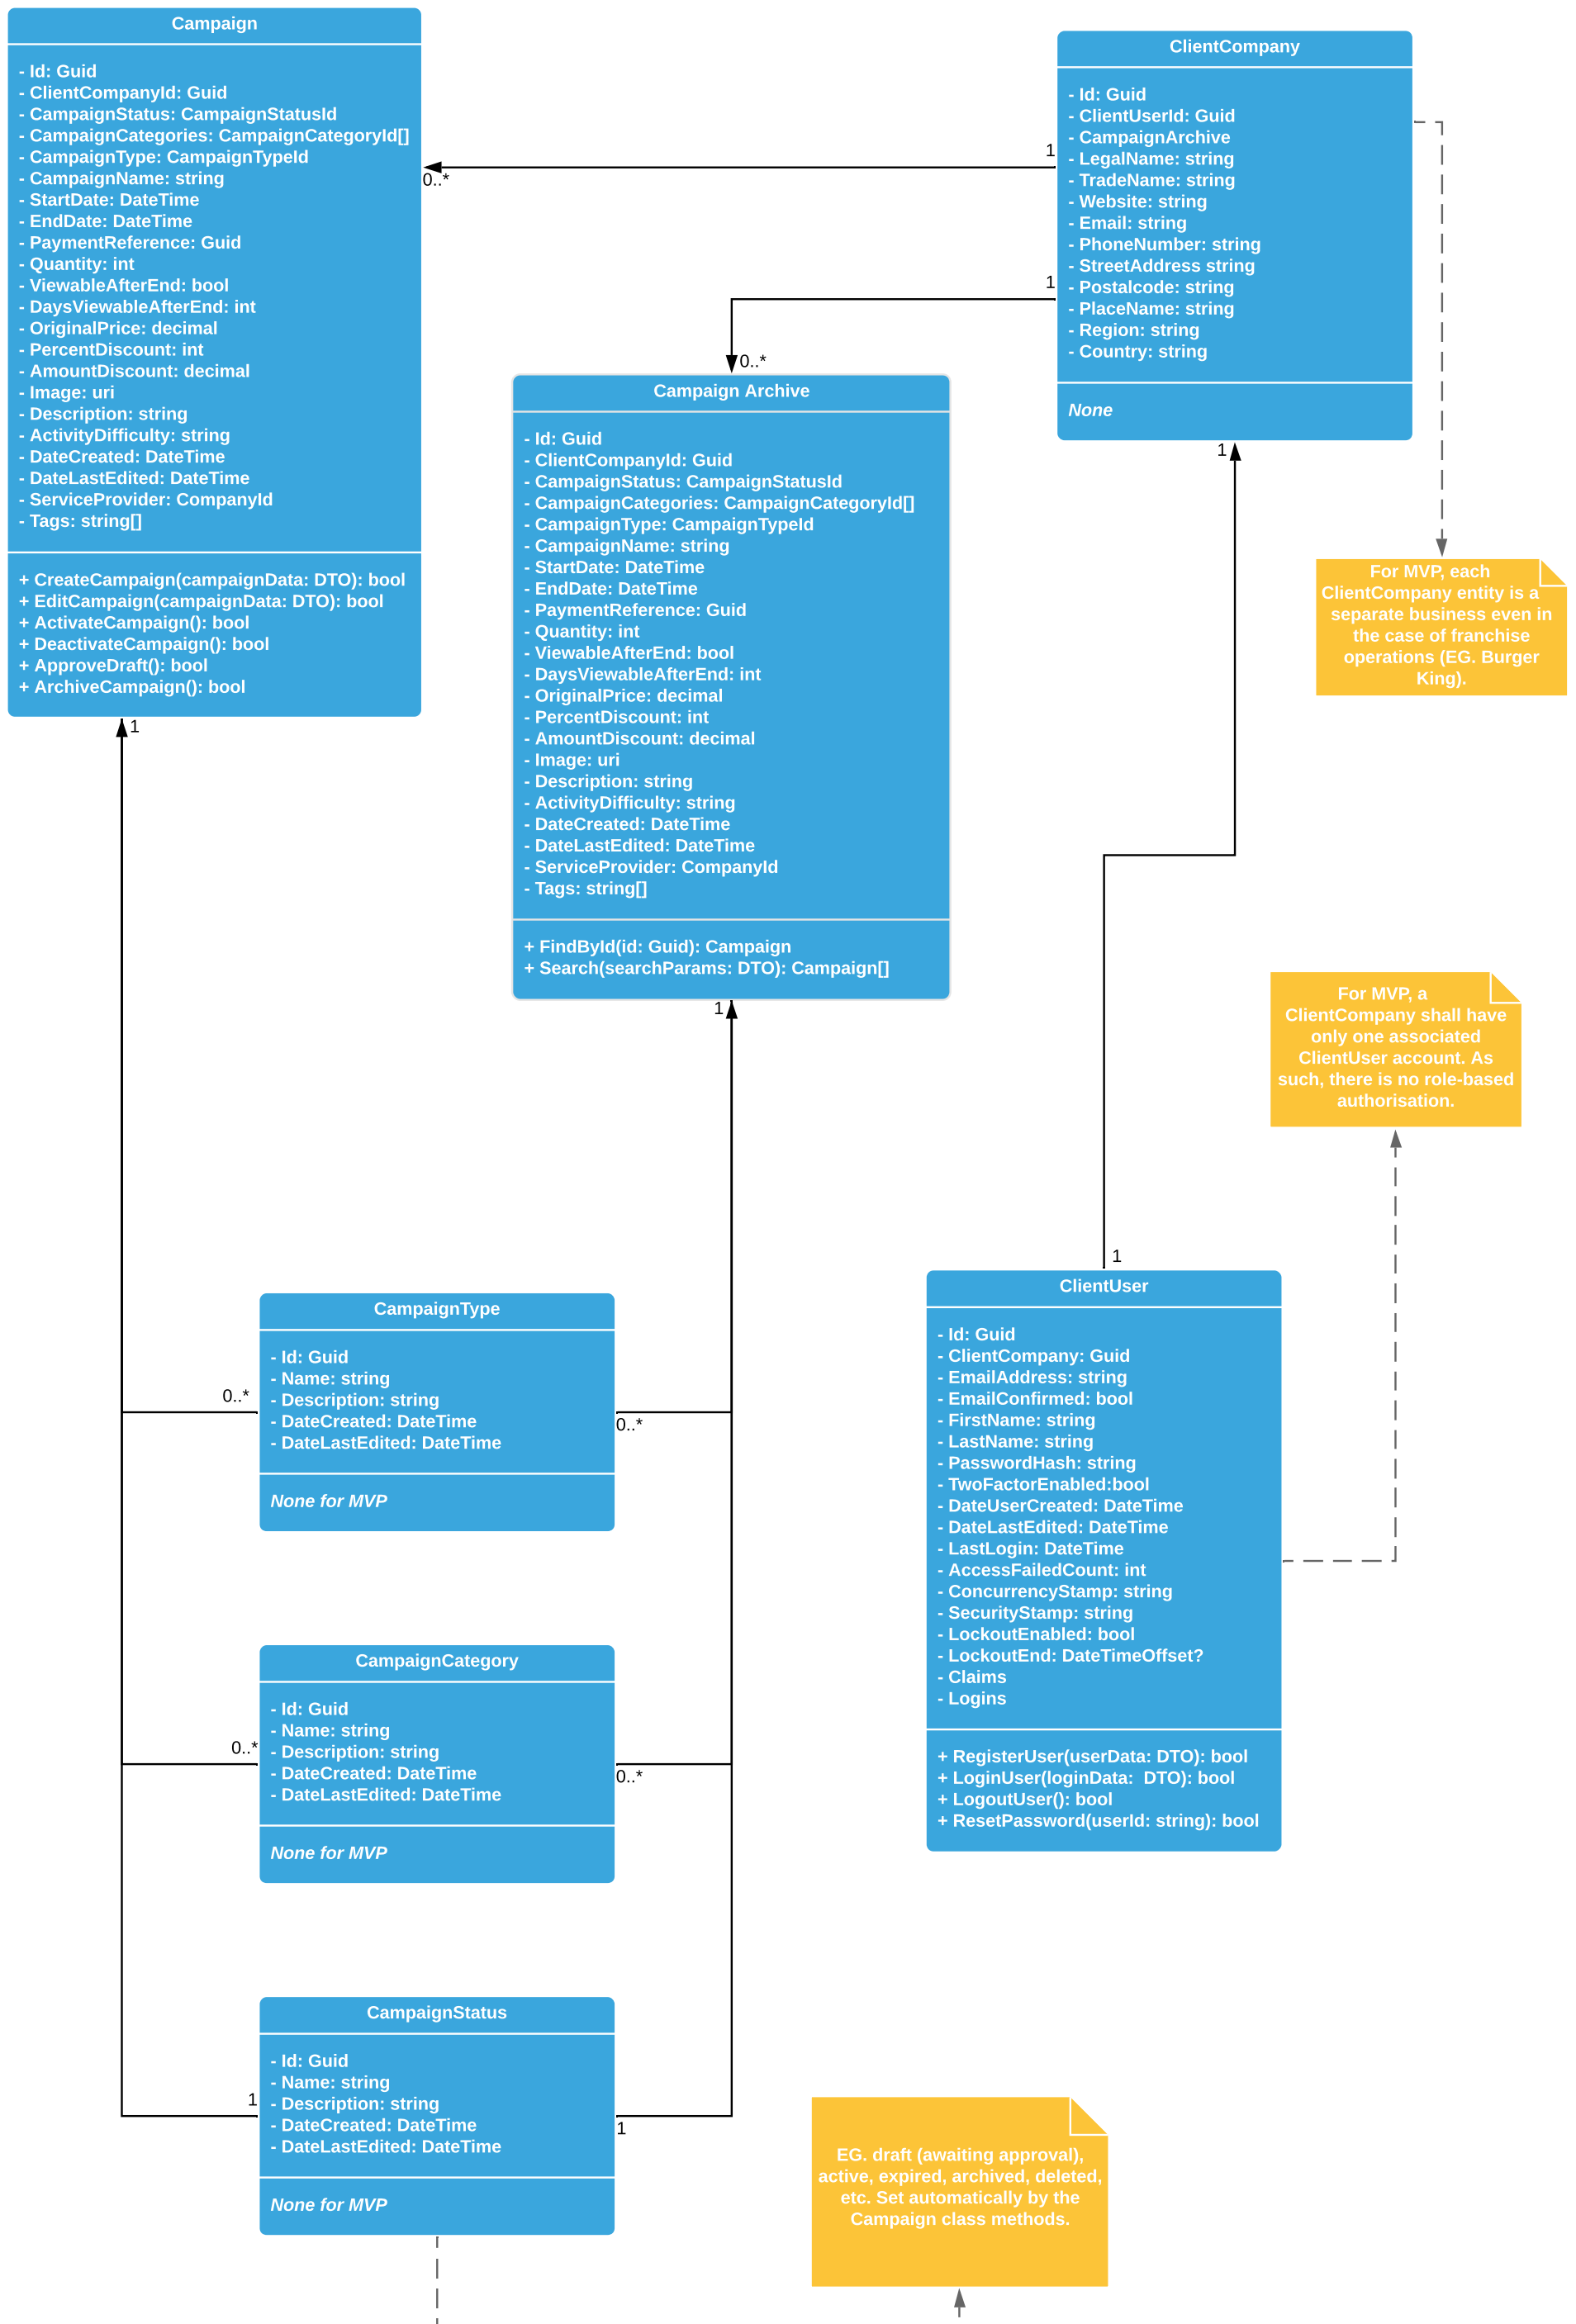 Campaign
- Id: Guid
- ClientCompanyId: Guid
- CampaignStatus: CampaignStatusId
- CampaignCategories: CampaignCategoryId[]
- CampaignType: CampaignTypeId
- CampaignName: string
- StartDate: DateTime
- EndDate: DateTime
- PaymentReference: Guid
- Quantity: int
- ViewableAfterEnd: bool
- DaysViewableAfterEnd: int
- OriginalPrice: decimal
- PercentDiscount: int
- AmountDiscount: decimal
- Image: uri
- Description: string
- ActivityDifficulty: string
- DateCreated: DateTime
- DateLastEdited: DateTime
- ServiceProvider: CompanyId
- Tags: string[]
+ CreateCampaign(campaignData: DTO): bool
+ EditCampaign(campaignData: DTO): bool
+ ActivateCampaign(): bool
+ DeactivateCampaign(): bool
+ ApproveDraft(): bool
+ ArchiveCampaign(): bool
1
0..*
1
1
0..*
ClientCompany
- Id: Guid
- ClientUserId: Guid
- CampaignArchive
- LegalName: string
- TradeName: string
- Website: string
- Email: string
- PhoneNumber: string
- StreetAddress string
- Postalcode: string
- PlaceName: string
- Region: string
- Country: string
None
1
For MVP, each
ClientCompany entity is a
separate business even in
the case of franchise
operations (EG. Burger
King).
Campaign Archive
- Id: Guid
- ClientCompanyId: Guid
- CampaignStatus: CampaignStatusId
- CampaignCategories: CampaignCategoryId[]
- CampaignType: CampaignTypeId
- CampaignName: string
- StartDate: DateTime
- EndDate: DateTime
- PaymentReference: Guid
- Quantity: int
- ViewableAfterEnd: bool
- DaysViewableAfterEnd: int
- OriginalPrice: decimal
- PercentDiscount: int
- AmountDiscount: decimal
- Image: uri
- Description: string
- ActivityDifficulty: string
- DateCreated: DateTime
- DateLastEdited: DateTime
- ServiceProvider: CompanyId
- Tags: string[]
+ FindById(id: Guid): Campaign
+ Search(searchParams: DTO): Campaign[]
1
For MVP, a
ClientCompany shall have
only one associated
ClientUser account. As
such, there is no role-based
authorisation.
1
ClientUser
- Id: Guid
- ClientCompany: Guid
- EmailAddress: string
- EmailConfirmed: bool
- FirstName: string
- LastName: string
- PasswordHash: string
- TwoFactorEnabled:bool
- DateUserCreated: DateTime
- DateLastEdited: DateTime
- LastLogin: DateTime
- AccessFailedCount: int
- ConcurrencyStamp: string
- SecurityStamp: string
- LockoutEnabled: bool
- LockoutEnd: DateTimeOffset?
- Claims
- Logins
+ RegisterUser(userData: DTO): bool
+ LoginUser(loginData:  DTO): bool
+ LogoutUser(): bool
+ ResetPassword(userId: string): bool
CampaignType
- Id: Guid
- Name: string
- Description: string
- DateCreated: DateTime
- DateLastEdited: DateTime
None for MVP
0..*
0..*
CampaignCategory
- Id: Guid
- Name: string
- Description: string
- DateCreated: DateTime
- DateLastEdited: DateTime
None for MVP
0..*
0..*
CampaignStatus
- Id: Guid
- Name: string
- Description: string
- DateCreated: DateTime
- DateLastEdited: DateTime
None for MVP
1
1
EG. draft (awaiting approval),
active, expired, archived, deleted,
etc. Set automatically by the
Campaign class methods.